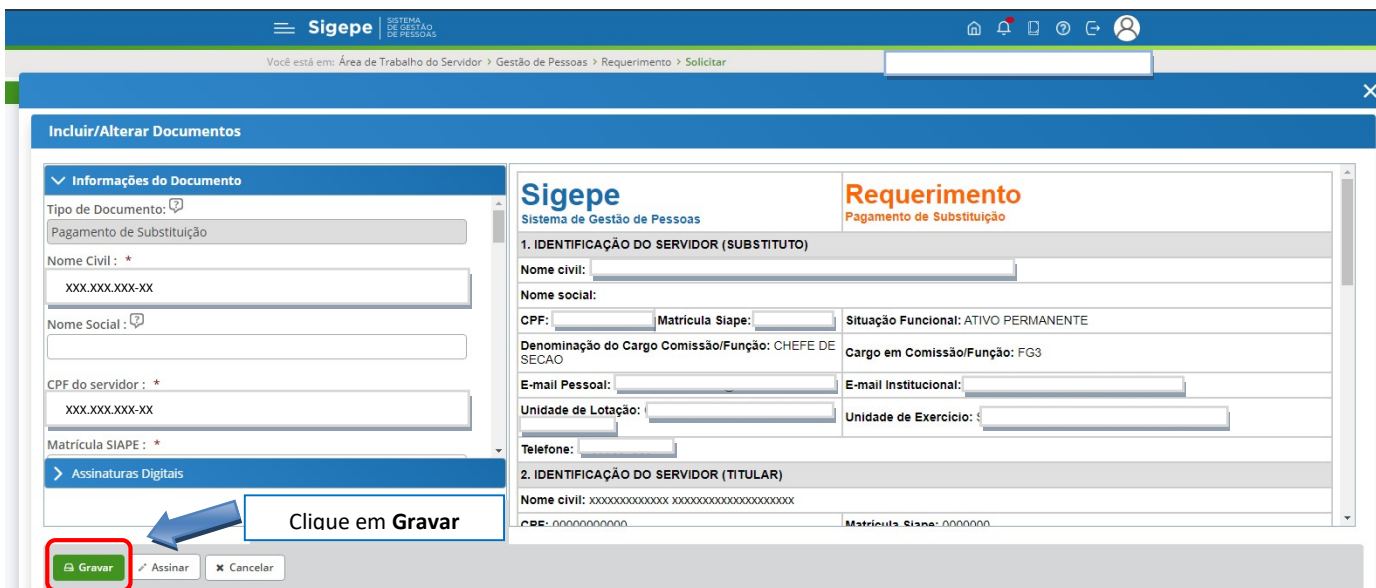 Sigepe SISTEMA DE GESTÃO DE PESSOAS
Você está em: Área de Trabalho do Servidor > Gestão de Pessoas > Requerimento > Solicitar
Incluir/Alterar Documentos
Informações do Documento
Tipo de Documento:
Pagamento de Substituição
Nome Civil : *
xxx.xxx.xxx-xx
Nome Social :
CPF do servidor : *
xxx.xxx.xxx-xx
Matrícula SIAPE : *
Assinaturas Digitais
Clique em Gravar
Gravar Assinar Cancelar
Sigepe
Sistema de Gestão de Pessoas
Requerimento
Pagamento de Substituição
1. IDENTIFICAÇÃO DO SERVIDOR (SUBSTITUTO)
Nome civil:
Nome social:
CPF: Matrícula Siape: Situação Funcional: ATIVO PERMANENTE
Denominação do Cargo Comissão/Função: CHEFE DE
SECAO
Cargo em Comissão/Função: FG3
E-mail Pessoal: E-mail Institucional:
Unidade de Lotação: Unidade de Exercício:
Telefone:
2. IDENTIFICAÇÃO DO SERVIDOR (TITULAR)
Nome civil: xxxxxxxxxxxxx xxxxxxxxxxxxxxxxxxxxx
CPF: 00000000000 Matrícula Siape: 0000000